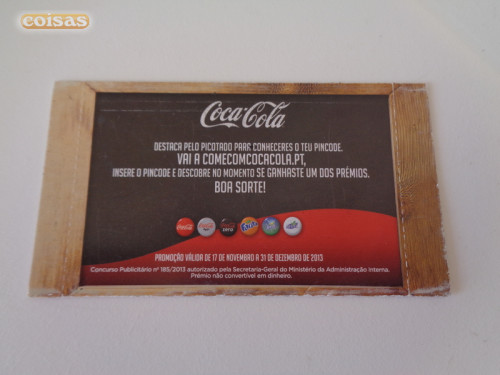 coisas
Coca-Cola
DESTACA PELO PICOTADO PARA CONHECERES O TEU PINCODE.
VAI A COMECOMCOCACOLA.PT,
INSERE O PINCODE E DESCOBRE NO MOMENTO SE GANHASTE UM DOS PRÉMIOS.
BOA SORTE!
PROMOÇÃO VÁLIDA DE 17 DE NOVEMBRO A 31 DE DEZEMBRO DE 2013
Concurso Publicitário nº 185/2013 autorizado pela Secretaria-Geral do Ministério da Administração Interna.
Prémio não convertível em dinheiro.